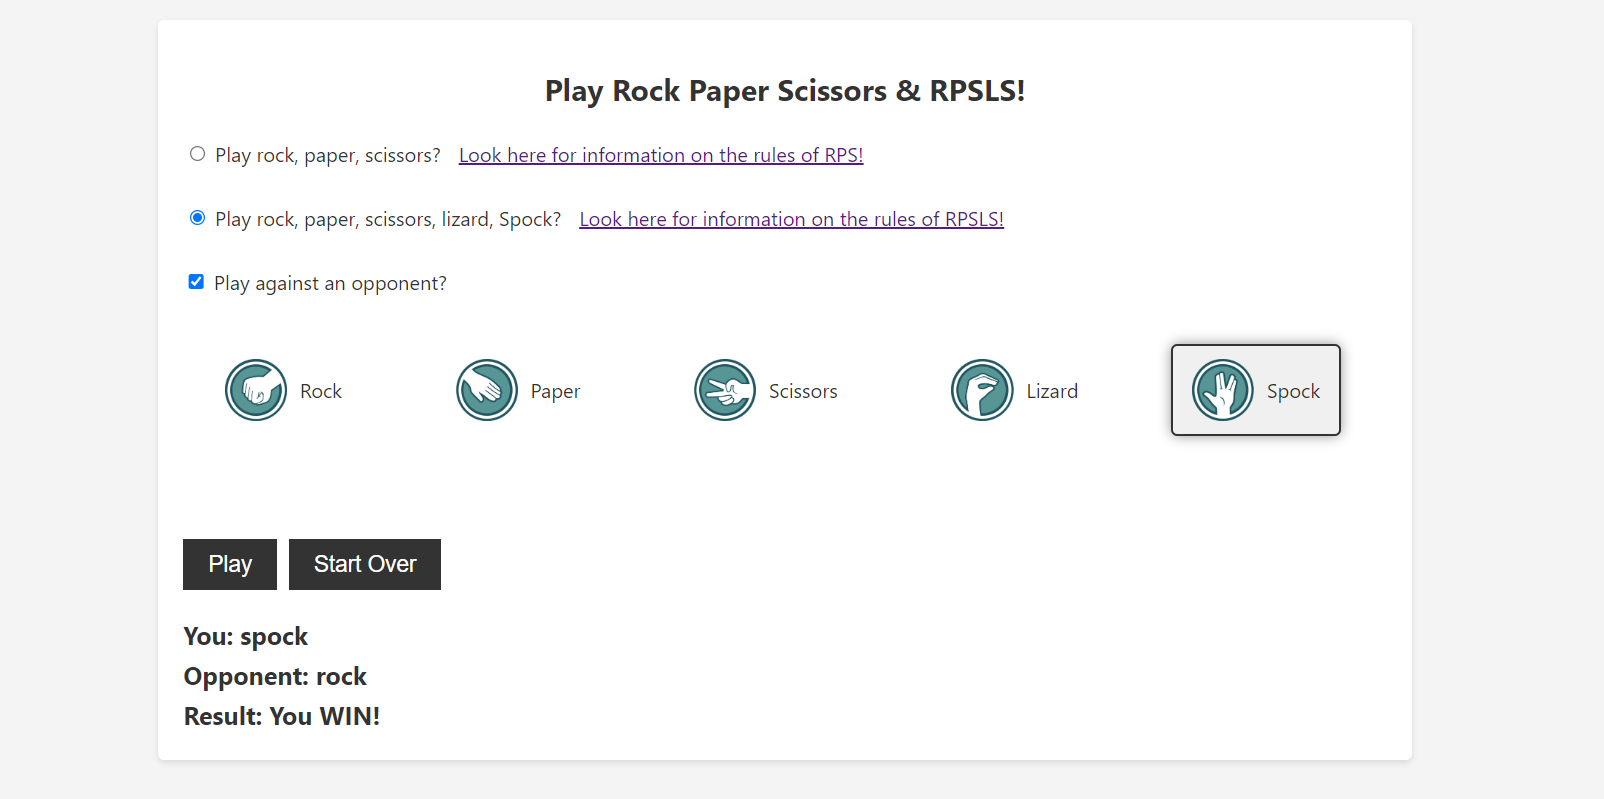 Play Rock Paper Scissors & RPSLS!
Play rock, paper, scissors? Look here for information on the rules of RPS!
Play rock, paper, scissors, lizard, Spock? Look here for information on the rules of RPSLS!
Play against an opponent?
Rock Paper Scissors Lizard Spock
Play Start Over
You: spock
Opponent: rock
Result: You WIN!